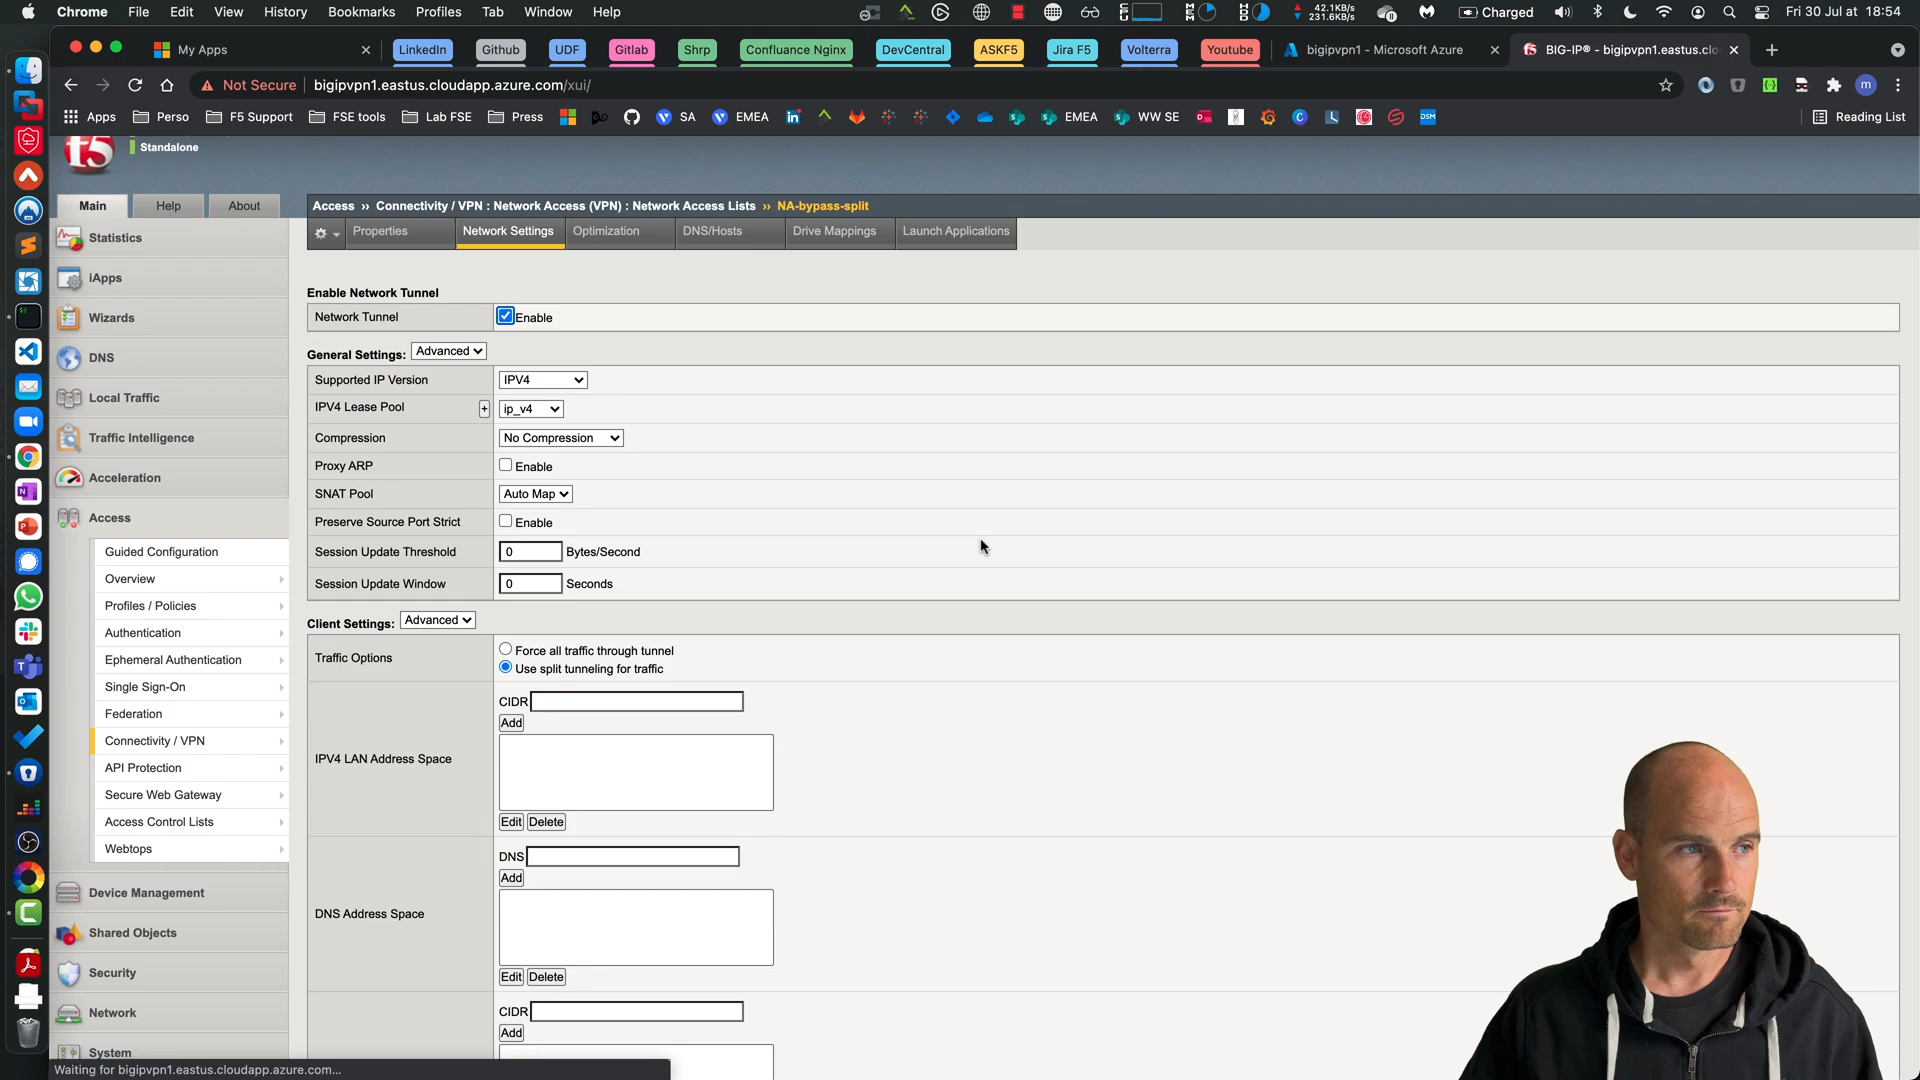 Chrome File Edit View History Bookmarks Profiles Tab Window Help 42.1KB/s 231.6KB/s Charged Fri 30 Jul at 18:54
My Apps LinkedIn Github UDF Gitlab Shrp Confluance Nginx DevCentral ASKF5 Jira F5 Volterra Youtube bigipvpn1 - Microsoft Azure BIG-IP® - bigipvpn1.eastus.clo
Not Secure bigipvpn1.eastus.cloudapp.azure.com/xui/
Apps Perso F5 Support FSE tools Lab FSE Press SA EMEA EMEA WW SE Reading List
f5 Standalone
Main Help About
Access ›› Connectivity / VPN : Network Access (VPN) : Network Access Lists ›› NA-bypass-split
Properties Network Settings Optimization DNS/Hosts Drive Mappings Launch Applications
Statistics
iApps
Wizards
DNS
Local Traffic
Traffic Intelligence
Acceleration
Access
Guided Configuration
Overview
Profiles / Policies
Authentication
Ephemeral Authentication
Single Sign-On
Federation
Connectivity / VPN
API Protection
Secure Web Gateway
Access Control Lists
Webtops
Device Management
Shared Objects
Security
Network
System
Enable Network Tunnel
Network Tunnel Enable
General Settings: Advanced
Supported IP Version IPV4
IPV4 Lease Pool + ip_v4
Compression No Compression
Proxy ARP Enable
SNAT Pool Auto Map
Preserve Source Port Strict Enable
Session Update Threshold 0 Bytes/Second
Session Update Window 0 Seconds
Client Settings: Advanced
Traffic Options Force all traffic through tunnel
Use split tunneling for traffic
CIDR
Add
IPV4 LAN Address Space
Edit Delete
DNS
Add
DNS Address Space
Edit Delete
CIDR
Add
Waiting for bigipvpn1.eastus.cloudapp.azure.com...